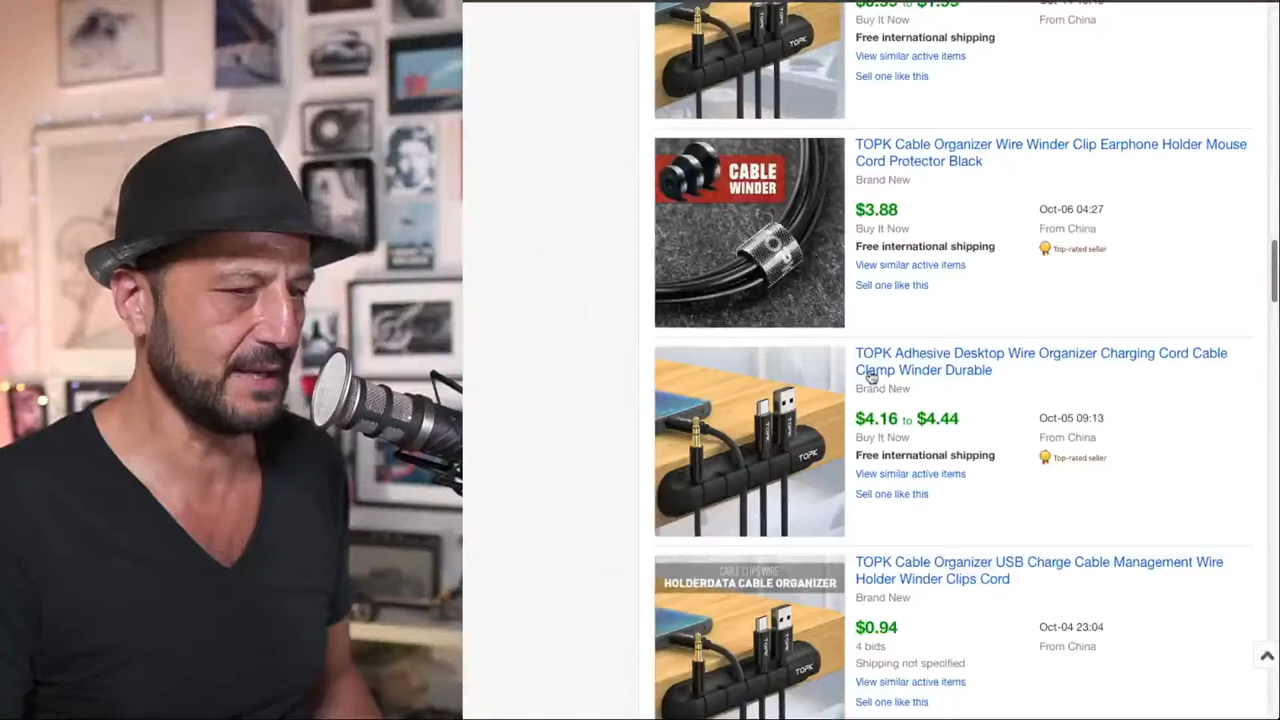 Buy It Now
From China
Free international shipping
View similar active items
Sell one like this
TOPK
CABLE
WINDER
TOPK Cable Organizer Wire Winder Clip Earphone Holder Mouse
Cord Protector Black
Brand New
$3.88
Oct-06 04:27
Buy It Now
From China
Free international shipping
Top-rated seller
View similar active items
Sell one like this
TOPK
TOPK Adhesive Desktop Wire Organizer Charging Cord Cable
Clamp Winder Durable
Brand New
$4.16 to $4.44
Oct-05 09:13
Buy It Now
From China
Free international shipping
Top-rated seller
View similar active items
Sell one like this
CABLE CLIPS WIRE
HOLDERDATA CABLE ORGANIZER
TOPK
TOPK Cable Organizer USB Charge Cable Management Wire
Holder Winder Clips Cord
Brand New
$0.94
Oct-04 23:04
4 bids
From China
Shipping not specified
View similar active items
Sell one like this